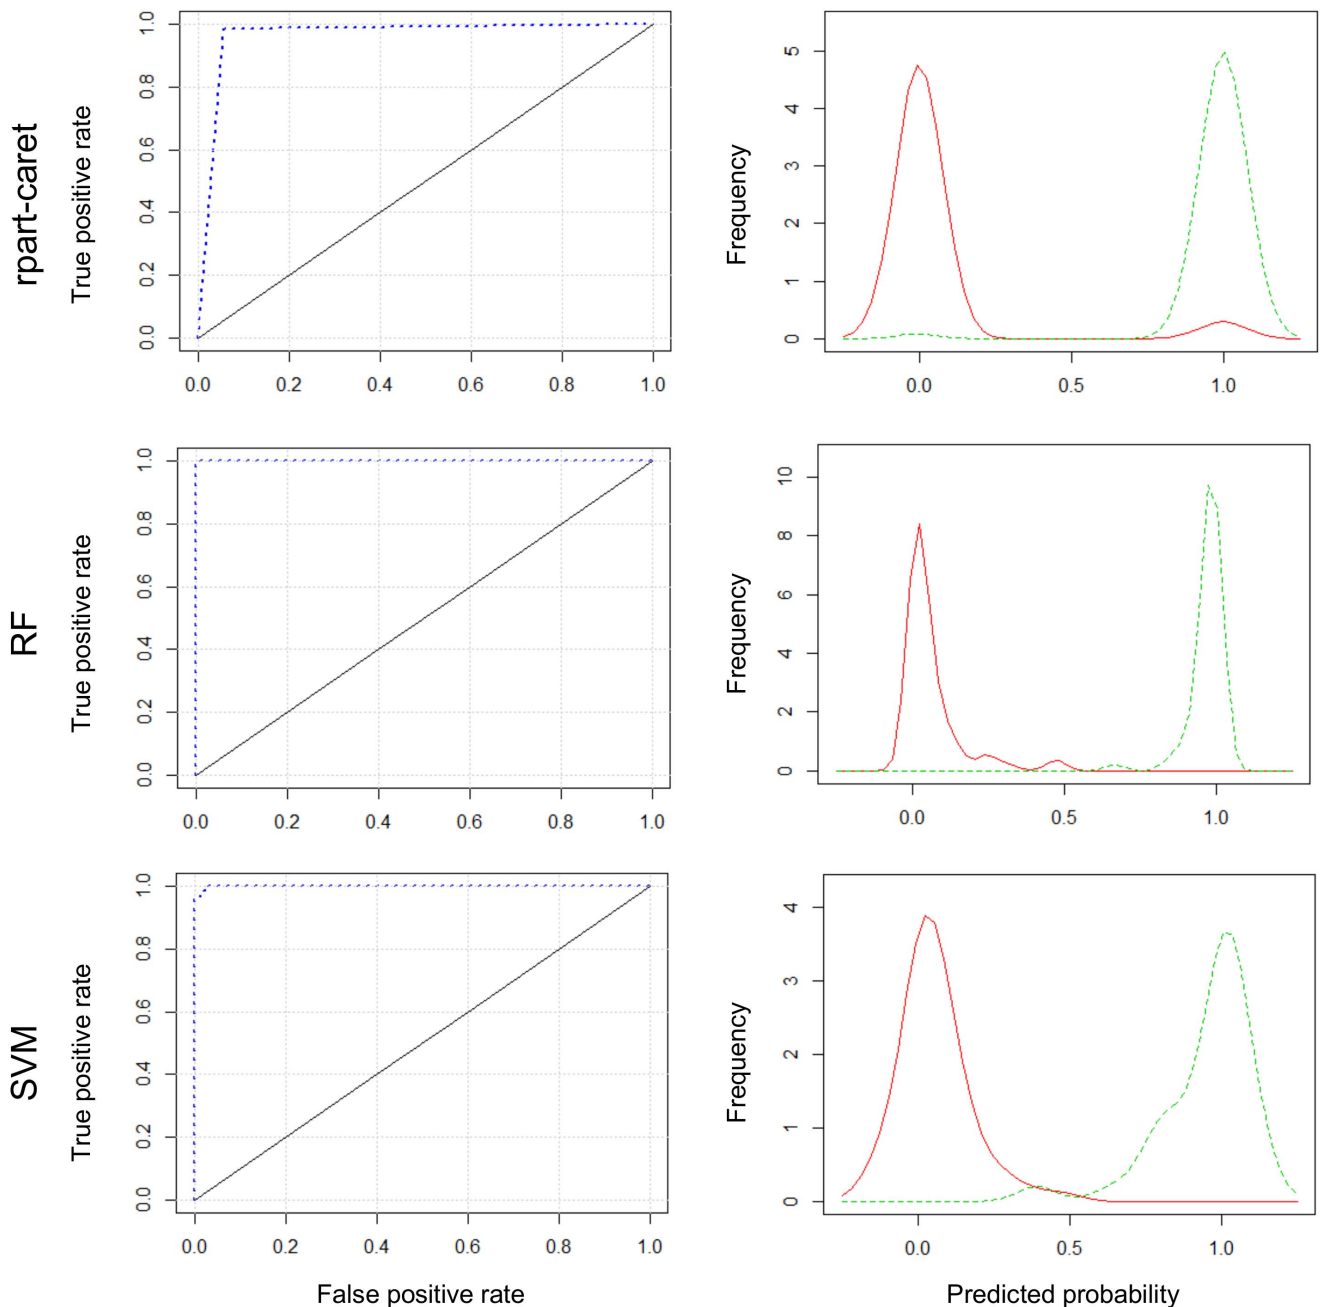 rpart-caret
True positive rate
0.0 0.2 0.4 0.6 0.8 1.0
0.0 0.2 0.4 0.6 0.8 1.0
Frequency
0 1 2 3 4 5
0.0 0.5 1.0
RF
True positive rate
0.0 0.2 0.4 0.6 0.8 1.0
0.0 0.2 0.4 0.6 0.8 1.0
Frequency
0 2 4 6 8 10
0.0 0.5 1.0
SVM
True positive rate
0.0 0.2 0.4 0.6 0.8 1.0
0.0 0.2 0.4 0.6 0.8 1.0
False positive rate
Frequency
0 1 2 3 4
0.0 0.5 1.0
Predicted probability